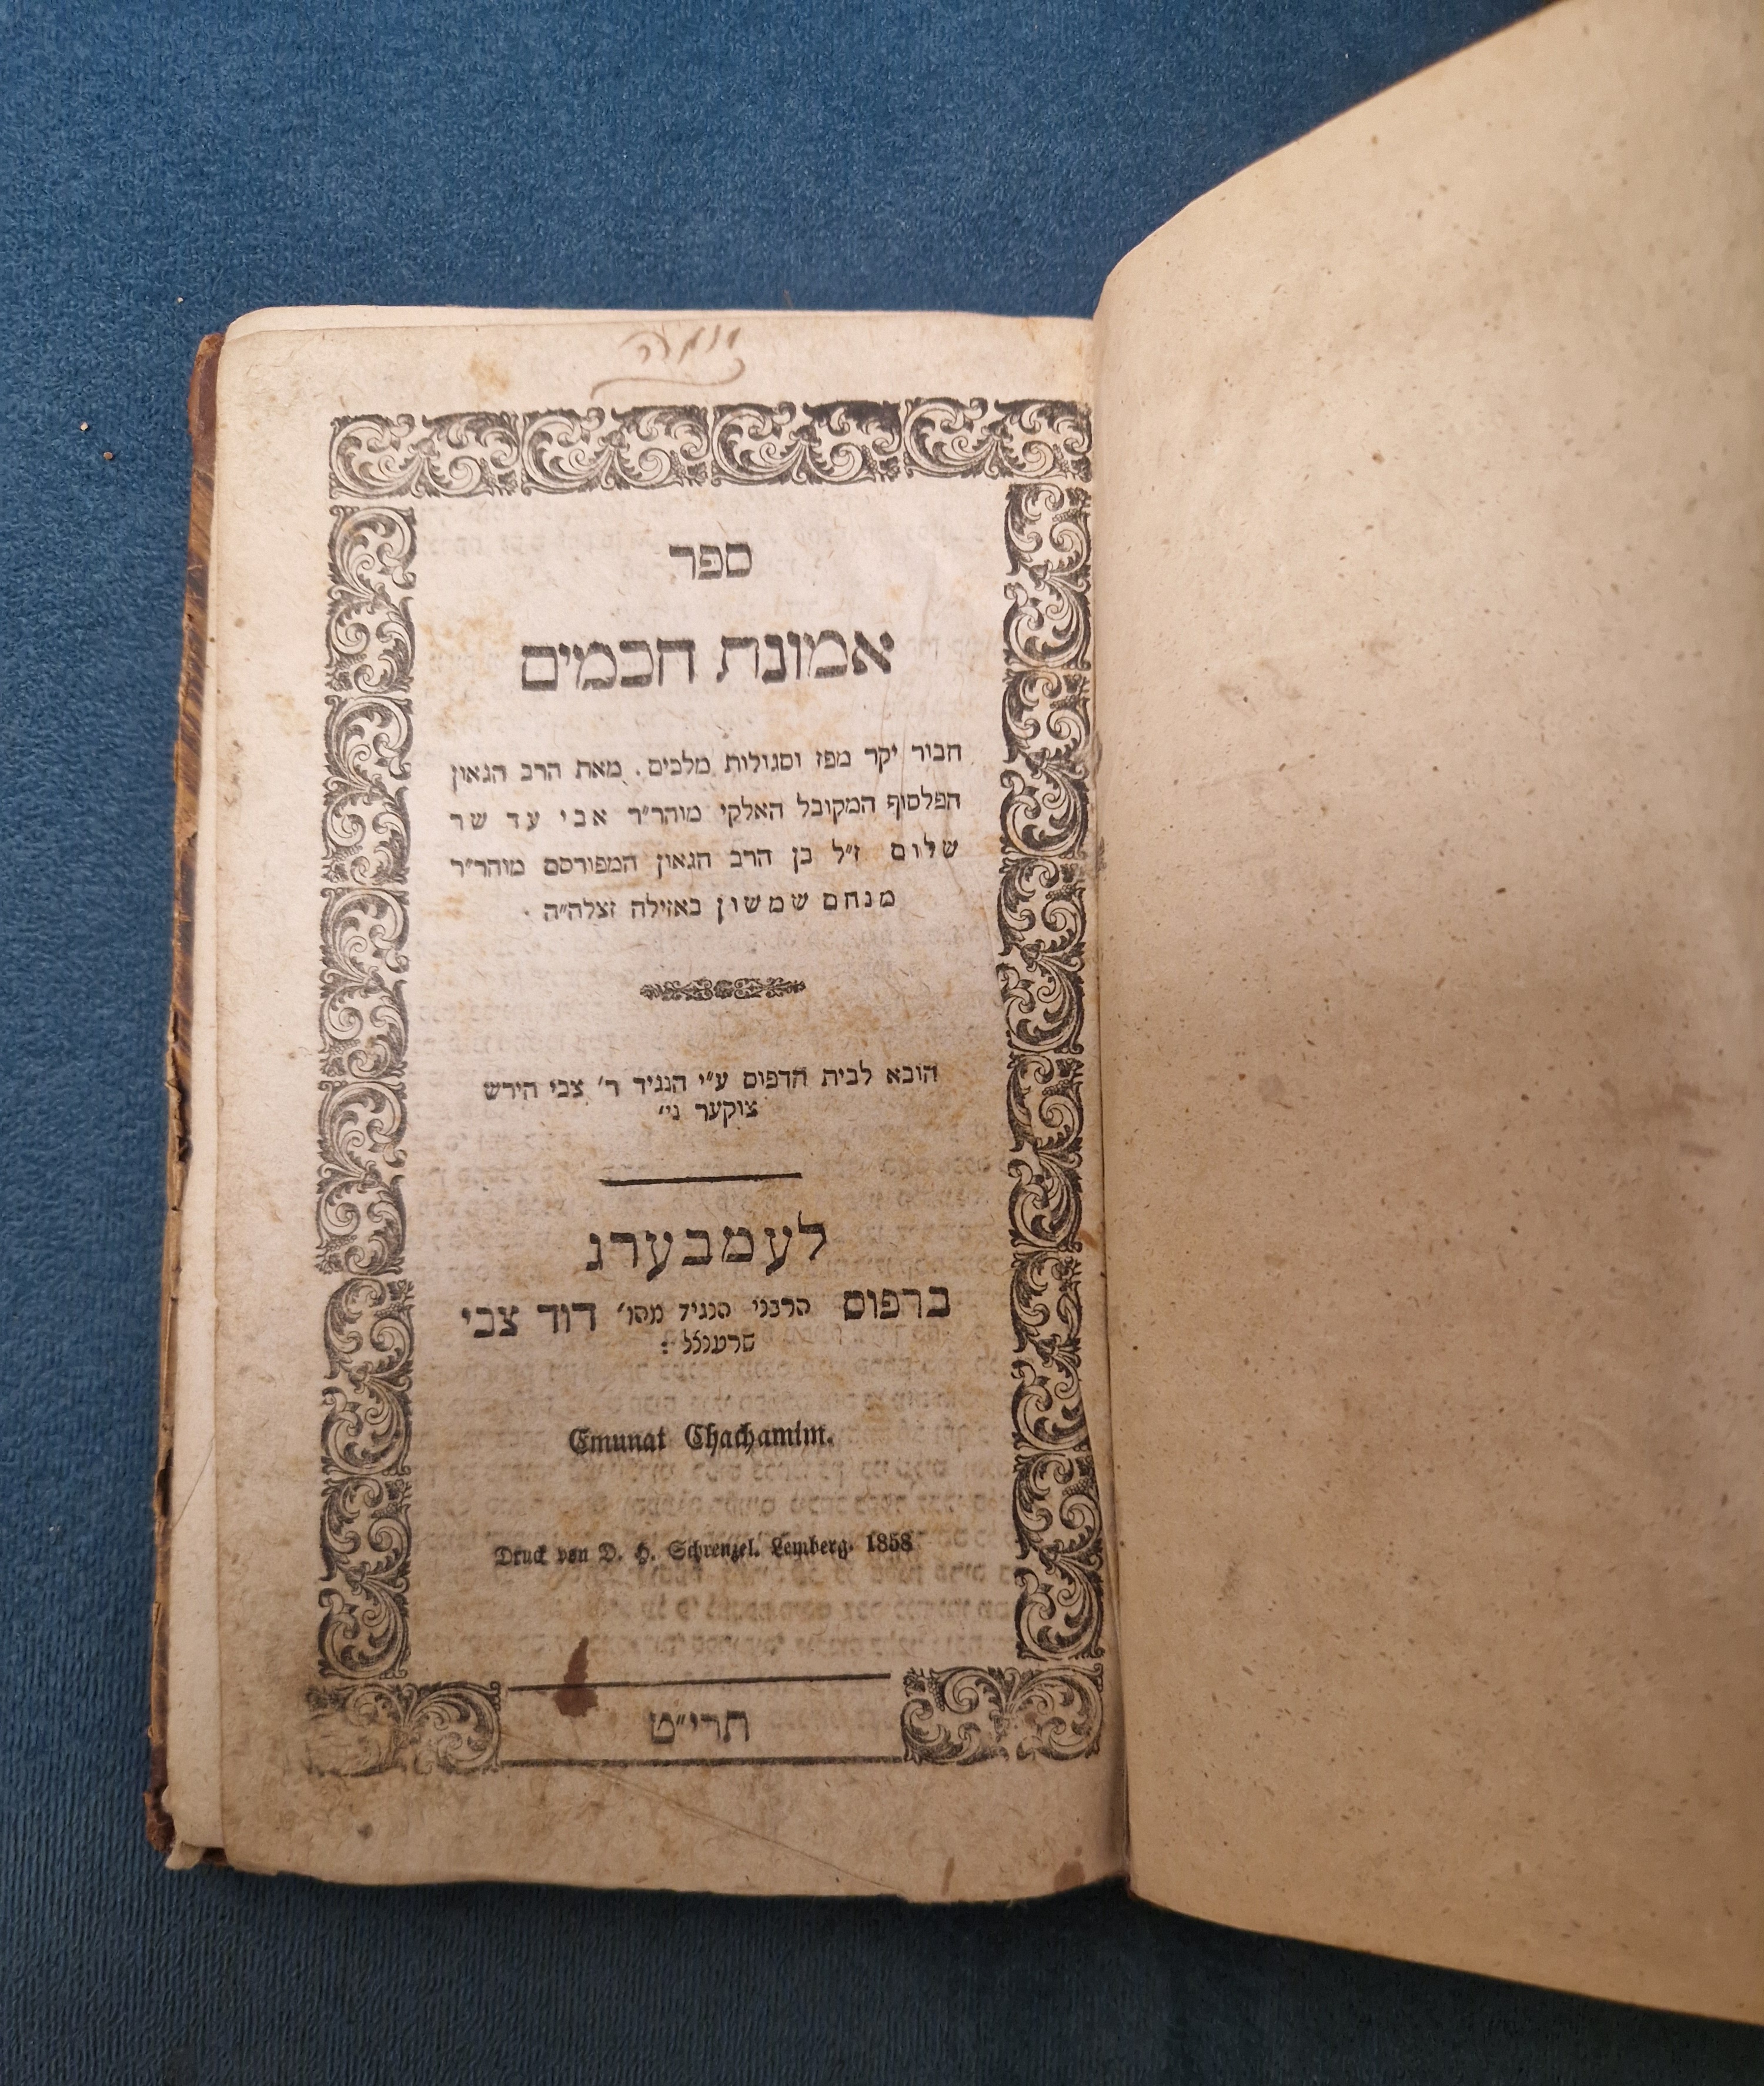 ספר
אמונת חכמים
חבור יקר מפז וסגולות מלכים. מאת הרב הגאון
הפלסוף המקובל האלקי מוהר״ר אבי עד שר
שלום ז״ל בן הרב הגאון המפורסם מוהר״ר
מנחם שמשון באזילה זצלה״ה.
הובא לבית הדפוס ע״י הנגיד ר׳ צבי הירש
צוקער ני׳
לעמבערג
ברפוס הרבני הנגיד מהו׳ דוד צבי
שרענצל :
Emunat Chachamim.
Druck von D. H. Schrenzel. Lemberg. 1858
תרי״ט